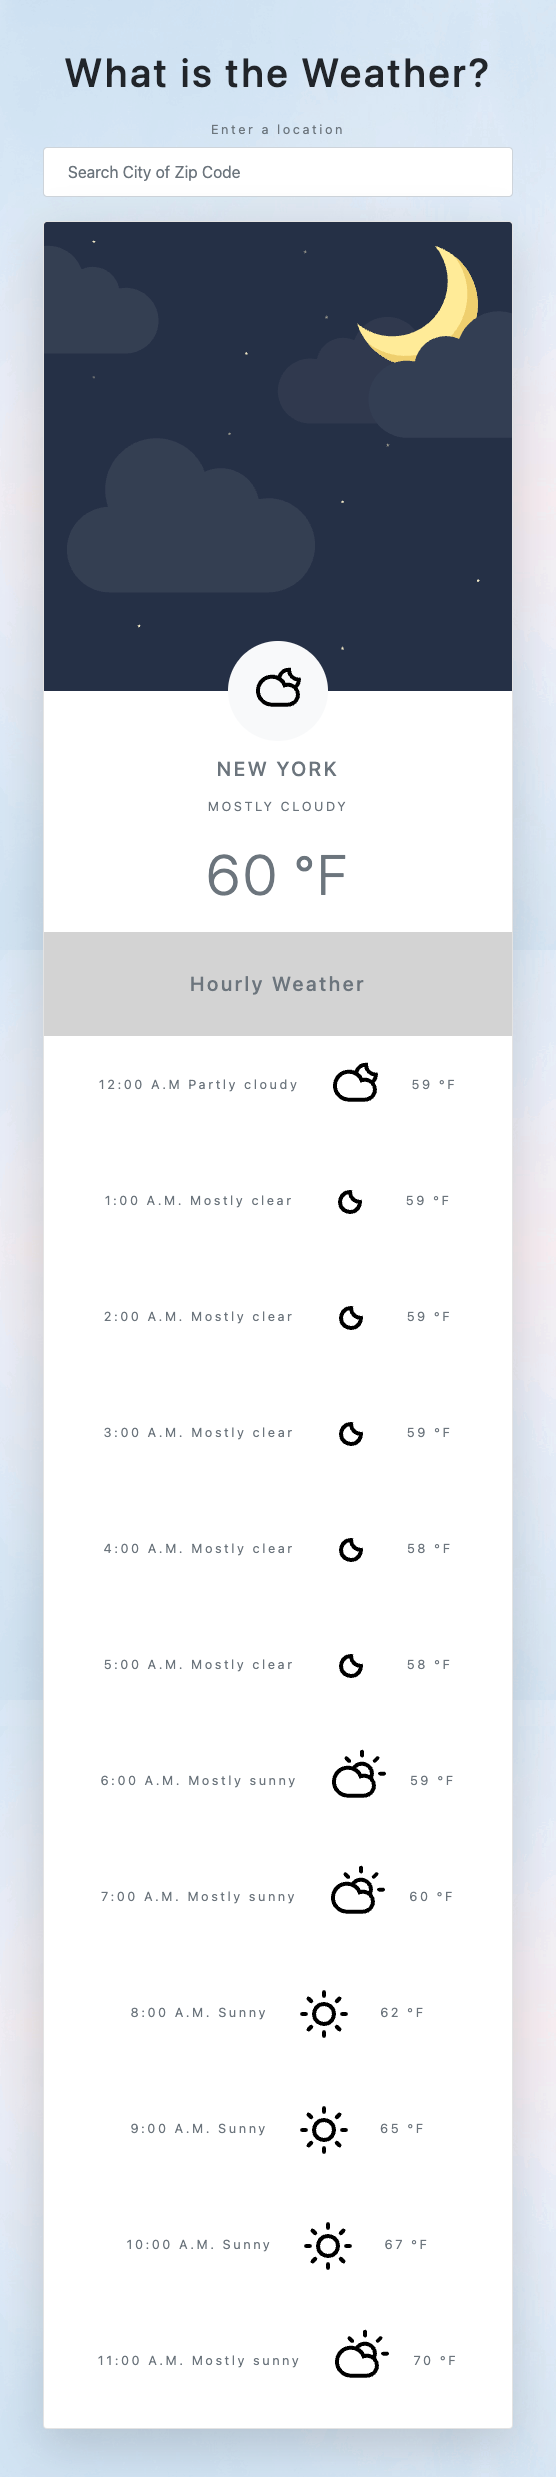 What is the Weather?
Enter a location
Search City of Zip Code
NEW YORK
MOSTLY CLOUDY
60 °F
Hourly Weather
12:00 A.M Partly cloudy 59 °F
1:00 A.M. Mostly clear 59 °F
2:00 A.M. Mostly clear 59 °F
3:00 A.M. Mostly clear 59 °F
4:00 A.M. Mostly clear 58 °F
5:00 A.M. Mostly clear 58 °F
6:00 A.M. Mostly sunny 59 °F
7:00 A.M. Mostly sunny 60 °F
8:00 A.M. Sunny 62 °F
9:00 A.M. Sunny 65 °F
10:00 A.M. Sunny 67 °F
11:00 A.M. Mostly sunny 70 °F